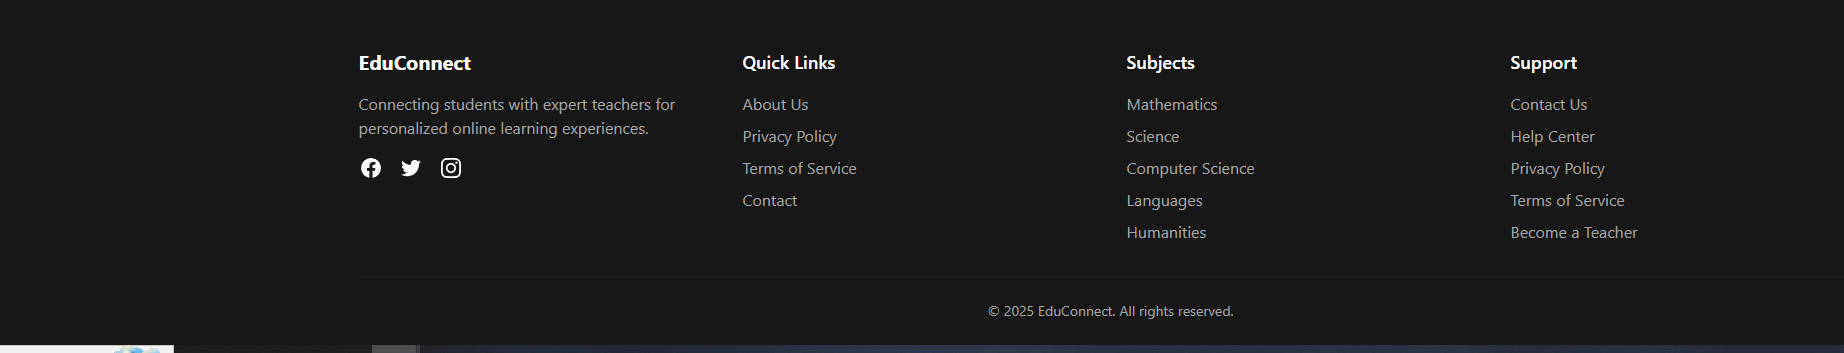 EduConnect
Connecting students with expert teachers for
personalized online learning experiences.
Quick Links
About Us
Privacy Policy
Terms of Service
Contact
Subjects
Mathematics
Science
Computer Science
Languages
Humanities
Support
Contact Us
Help Center
Privacy Policy
Terms of Service
Become a Teacher
© 2025 EduConnect. All rights reserved.